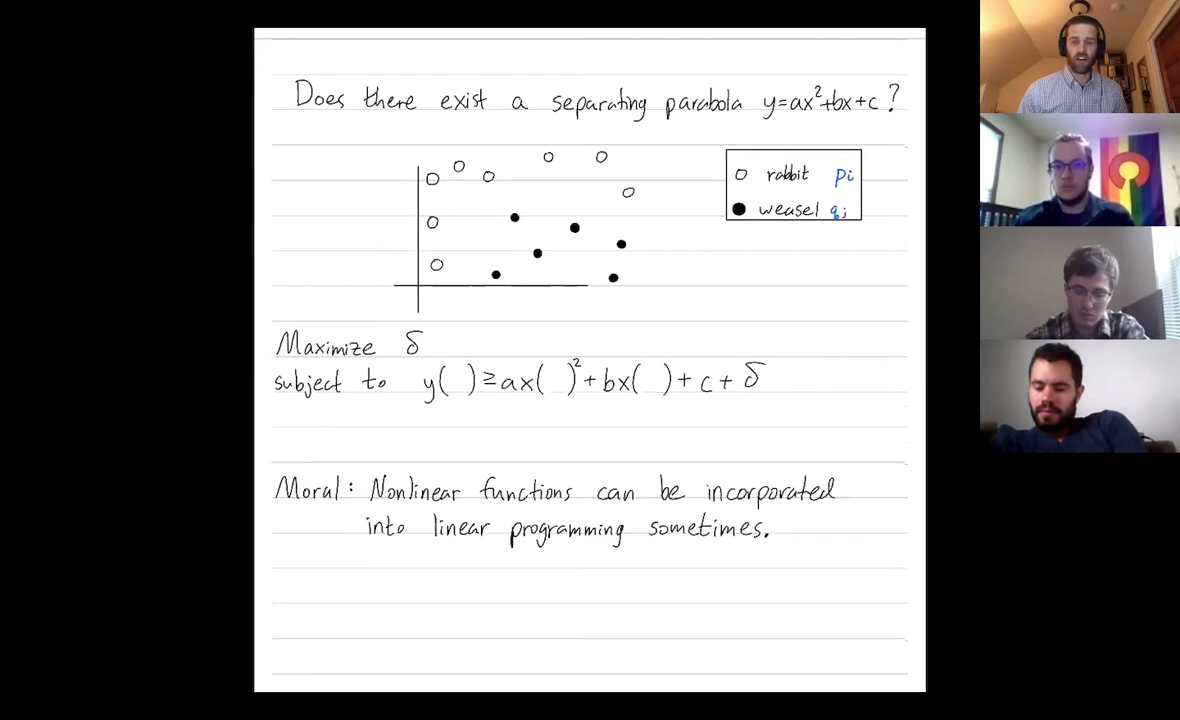 Does there exist a separating parabola y=ax²+bx+c?
rabbit pi
weasel qj
Maximize δ
subject to y( ) ≥ ax( )² + bx( ) + c + δ
Moral: Nonlinear functions can be incorporated
into linear programming sometimes.